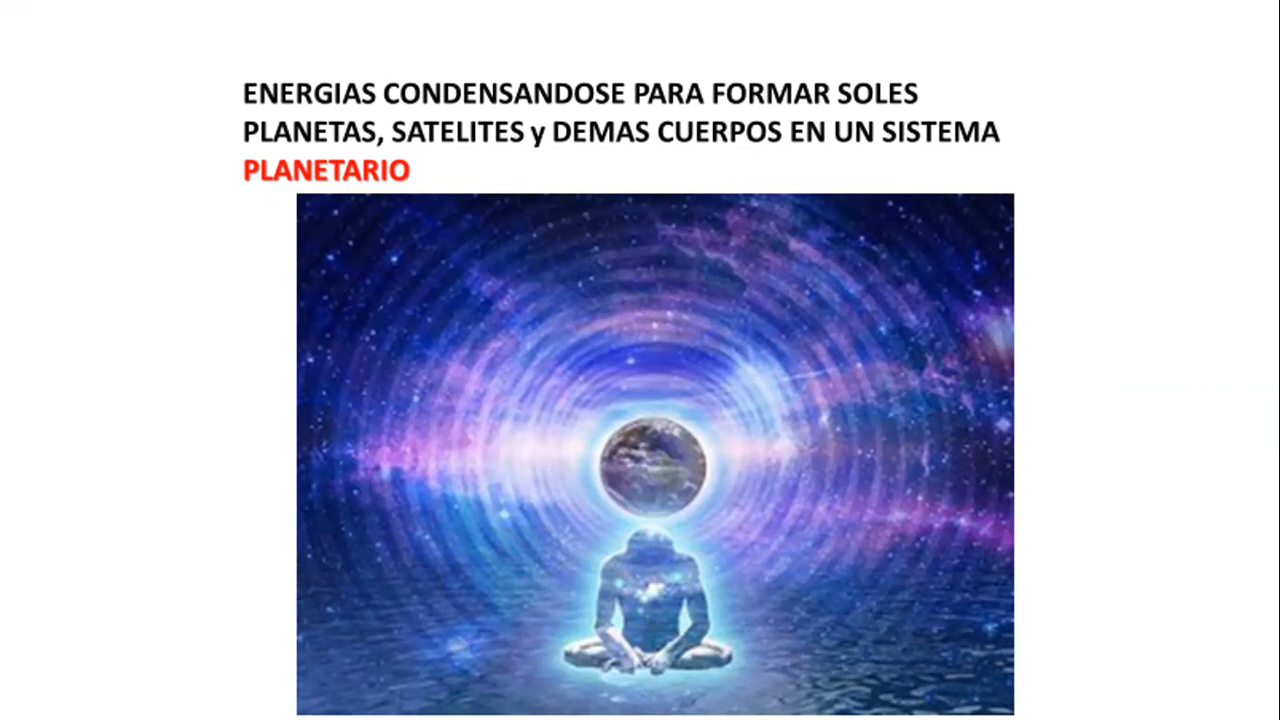 ENERGIAS CONDENSANDOSE PARA FORMAR SOLES
PLANETAS, SATELITES y DEMAS CUERPOS EN UN SISTEMA
PLANETARIO